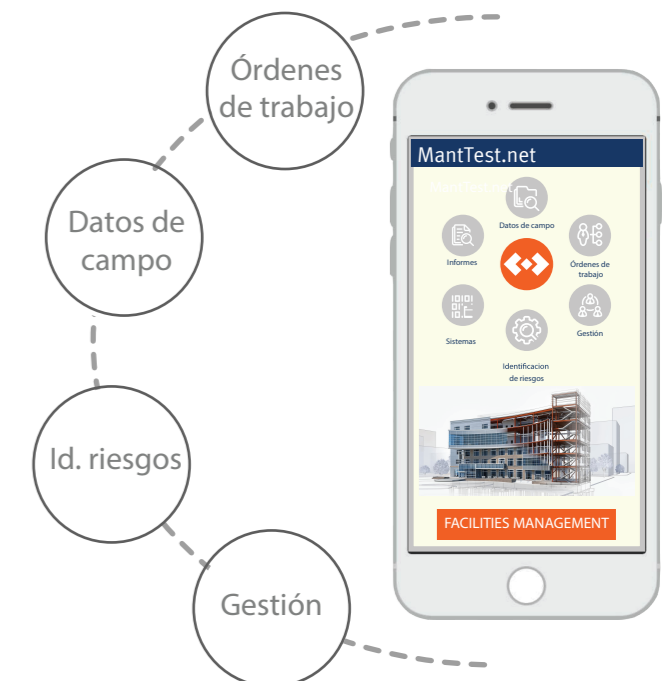 Órdenes
de trabajo
Datos de
campo
Id. riesgos
Gestión
MantTest.net
Datos de campo
Informes
Órdenes de
trabajo
Sistemas
Gestión
Identificacion
de riesgos
FACILITIES MANAGEMENT